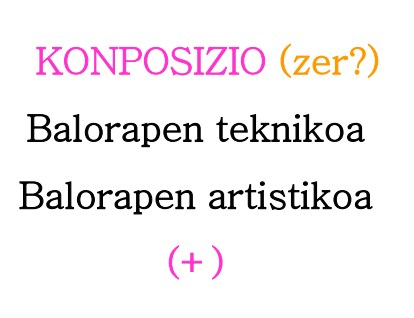 KONPOSIZIO (zer?)
Balorapen teknikoa
Balorapen artistikoa
(+ )